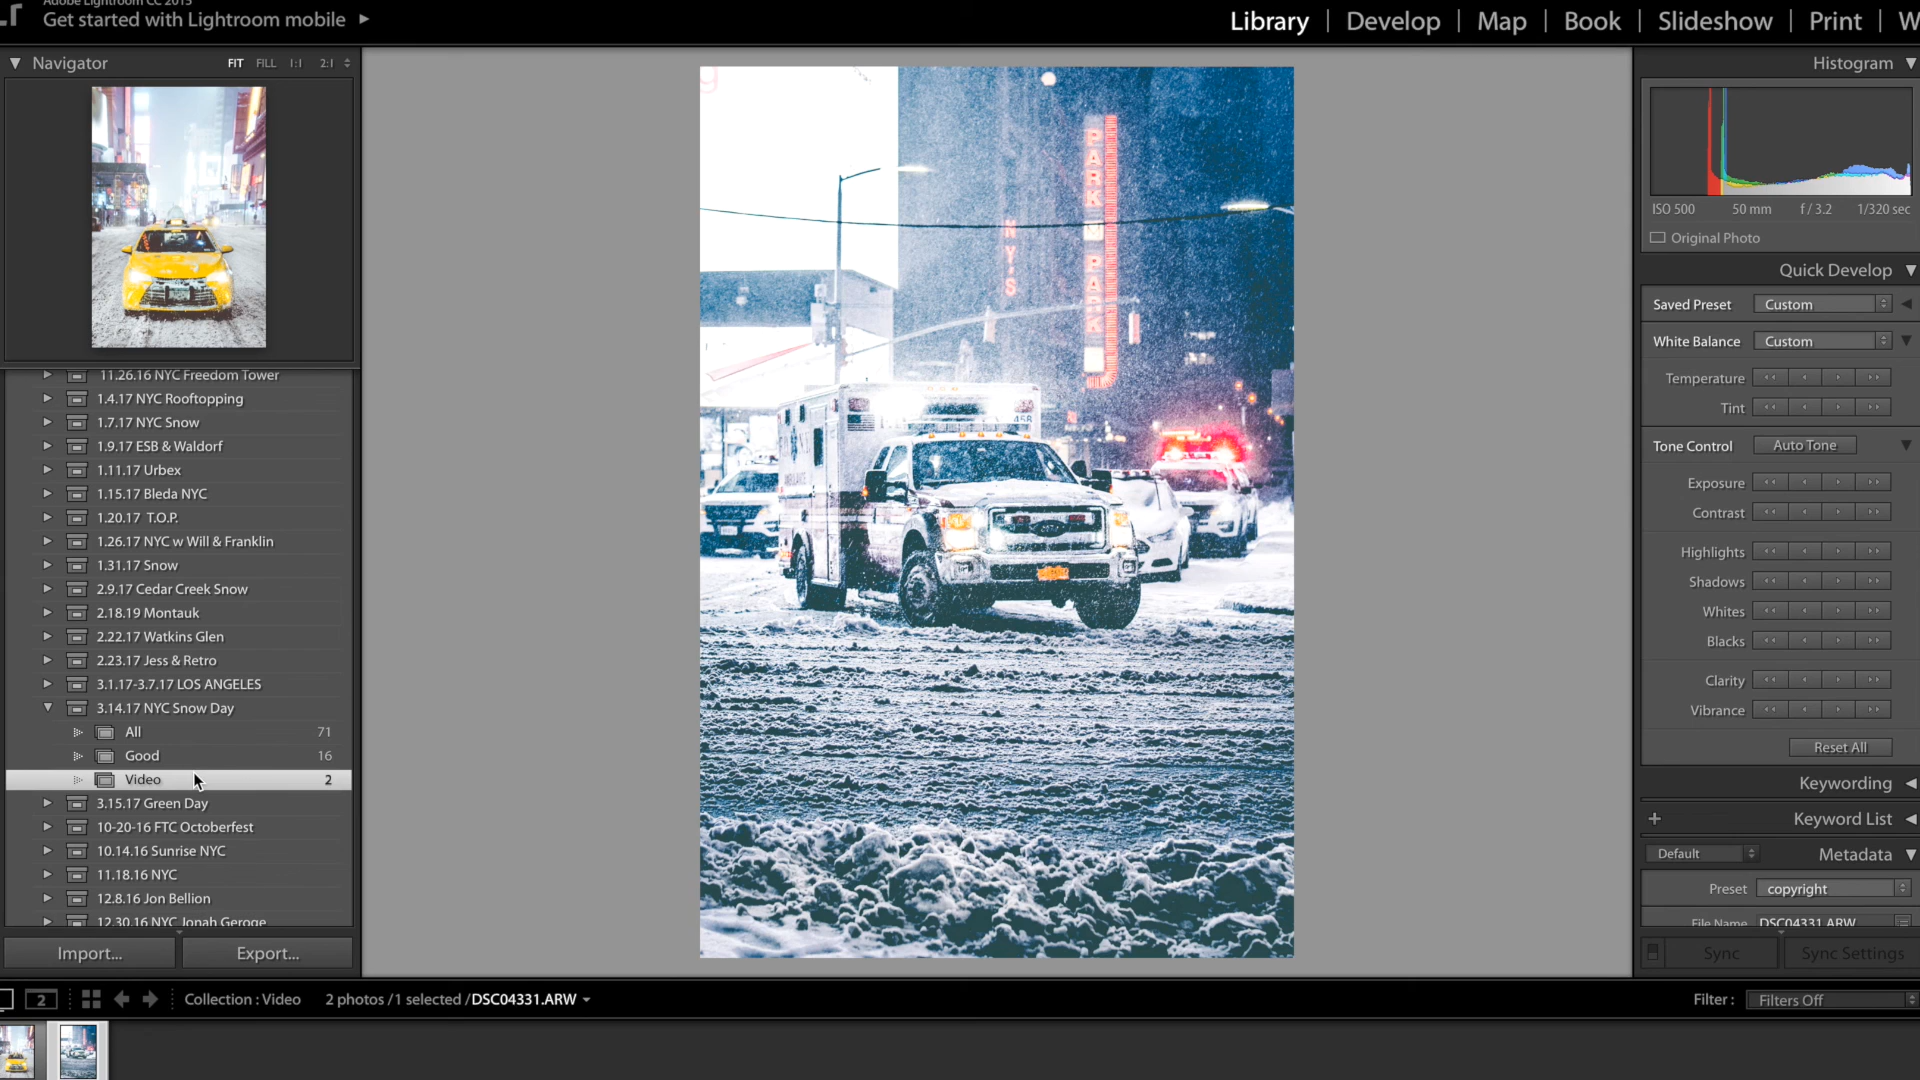 Adobe Lightroom CC 2015
Get started with Lightroom mobile
Library | Develop | Map | Book | Slideshow | Print | W
Navigator FIT FILL 1:1 2:1
11.26.16 NYC Freedom Tower
1.4.17 NYC Rooftopping
1.7.17 NYC Snow
1.9.17 ESB & Waldorf
1.11.17 Urbex
1.15.17 Bleda NYC
1.20.17 T.O.P.
1.26.17 NYC w Will & Franklin
1.31.17 Snow
2.9.17 Cedar Creek Snow
2.18.19 Montauk
2.22.17 Watkins Glen
2.23.17 Jess & Retro
3.1.17-3.7.17 LOS ANGELES
3.14.17 NYC Snow Day
All 71
Good 16
Video 2
3.15.17 Green Day
10-20-16 FTC Octoberfest
10.14.16 Sunrise NYC
11.18.16 NYC
12.8.16 Jon Bellion
12.30.16 NYC Jonah Geroge
Import... Export...
PARK
PARK
NY'S
458
Histogram
ISO 500 50 mm f / 3.2 1/320 sec
Original Photo
Quick Develop
Saved Preset Custom
White Balance Custom
Temperature
Tint
Tone Control Auto Tone
Exposure
Contrast
Highlights
Shadows
Whites
Blacks
Clarity
Vibrance
Reset All
Keywording
Keyword List
Default Metadata
Preset copyright
File Name DSC04331.ARW
Sync Sync Settings
2 Collection : Video 2 photos / 1 selected / DSC04331.ARW
Filter : Filters Off